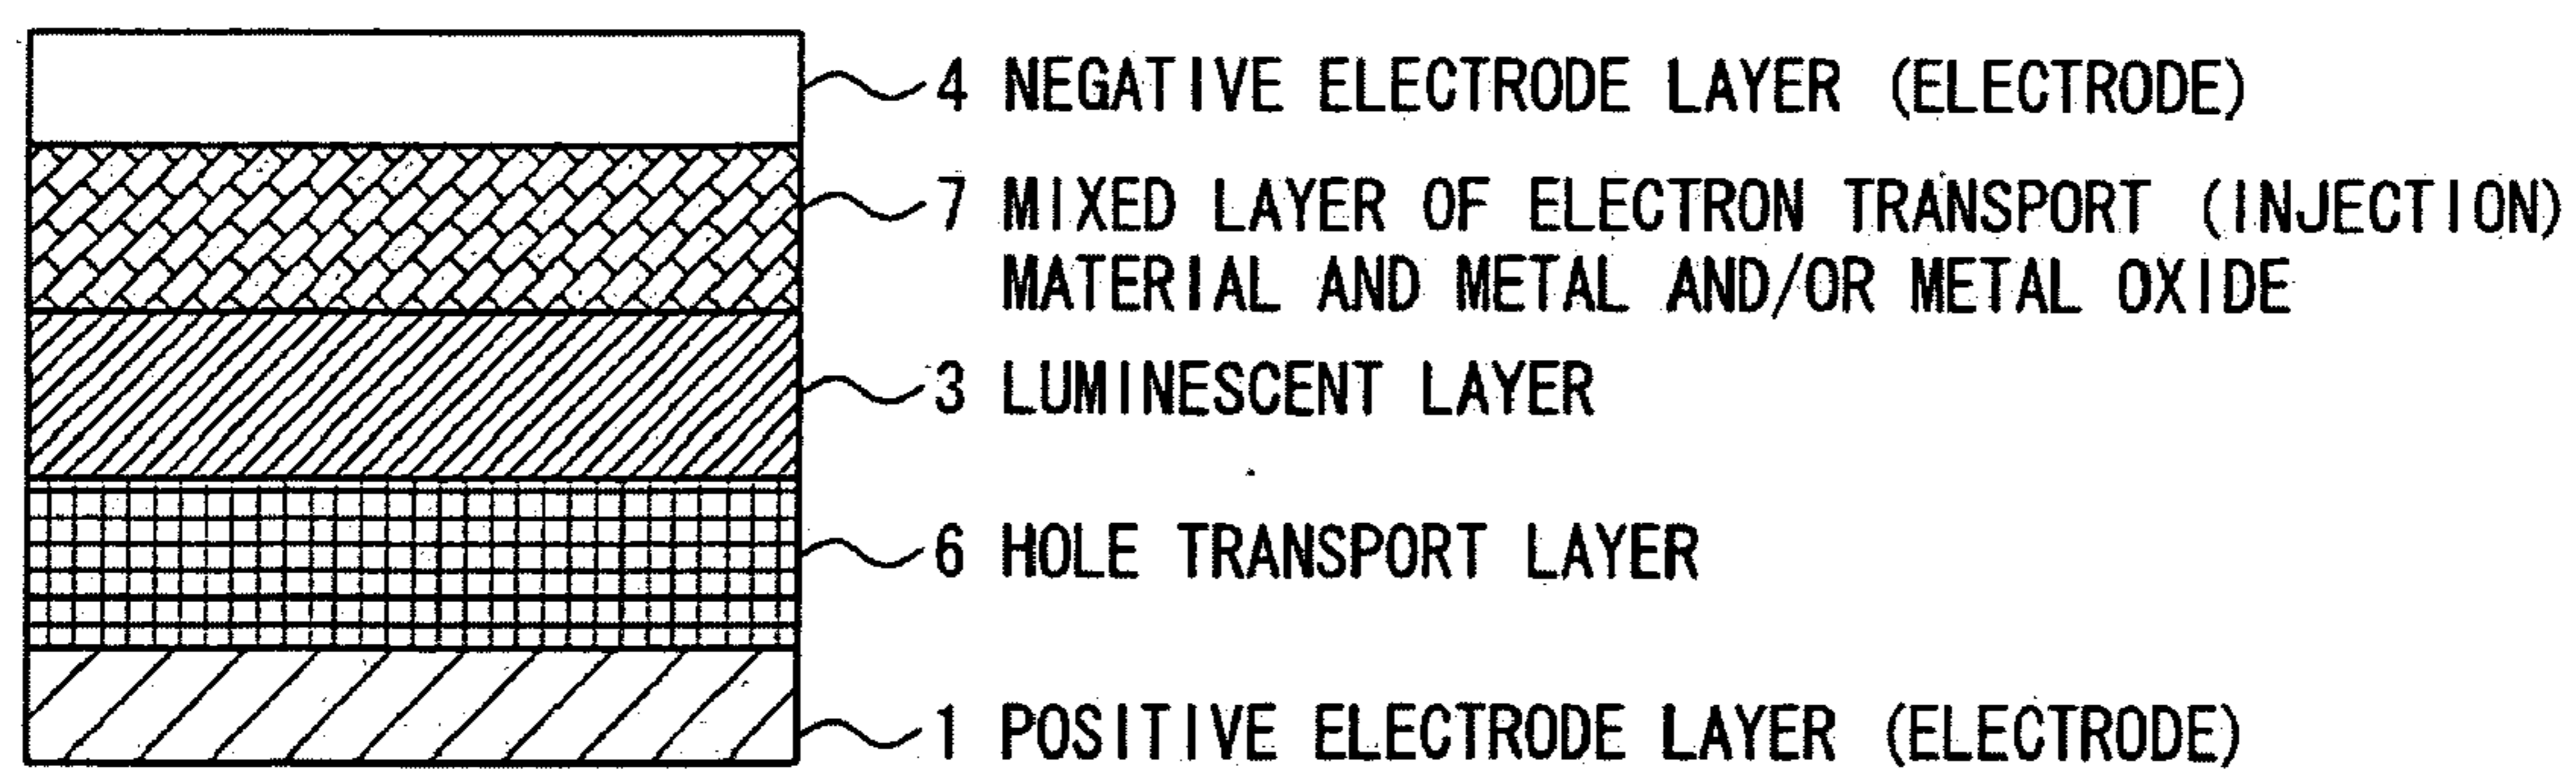 4 NEGATIVE ELECTRODE LAYER (ELECTRODE)
7 MIXED LAYER OF ELECTRON TRANSPORT (INJECTION)
MATERIAL AND METAL AND/OR METAL OXIDE
3 LUMINESCENT LAYER
6 HOLE TRANSPORT LAYER
1 POSITIVE ELECTRODE LAYER (ELECTRODE)